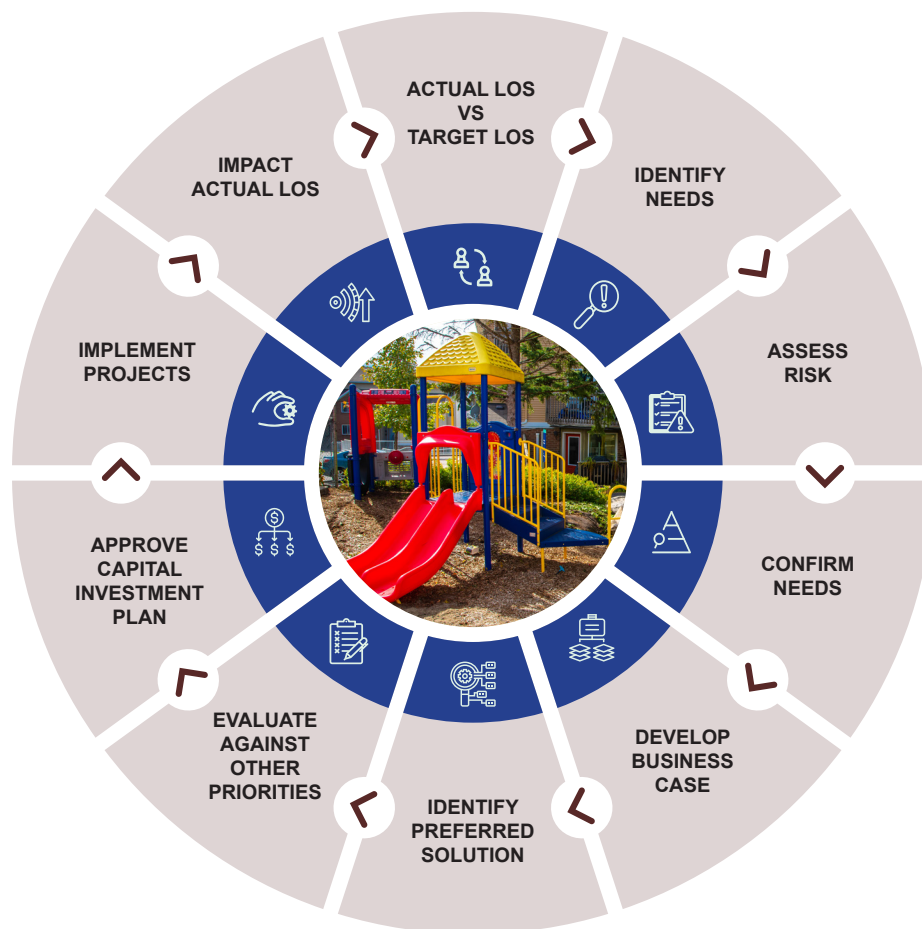 ACTUAL LOS
VS
TARGET LOS
IDENTIFY
NEEDS
ASSESS
RISK
CONFIRM
NEEDS
DEVELOP
BUSINESS
CASE
IDENTIFY
PREFERRED
SOLUTION
EVALUATE
AGAINST
OTHER
PRIORITIES
APPROVE
CAPITAL
INVESTMENT
PLAN
IMPLEMENT
PROJECTS
IMPACT
ACTUAL LOS